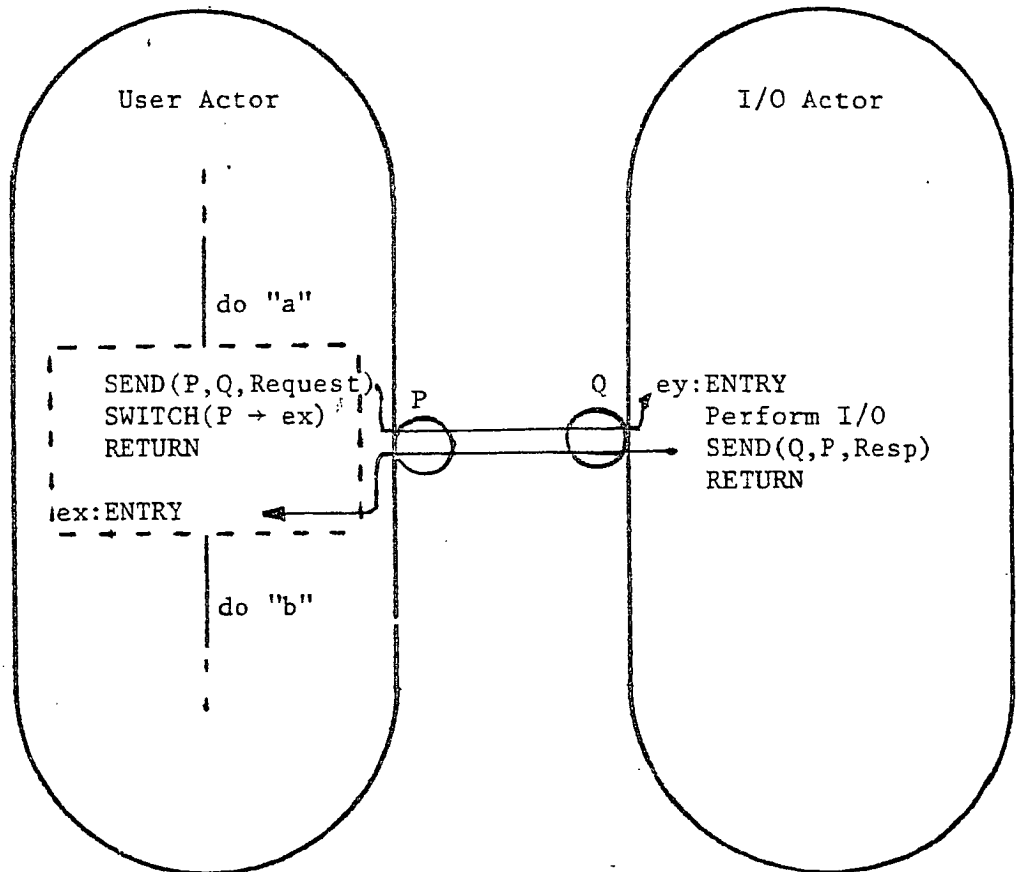 User Actor
I/O Actor
do "a"
SEND(P,Q,Request)
SWITCH(P → ex)
RETURN
ex:ENTRY
do "b"
P
Q
ey:ENTRY
Perform I/O
SEND(Q,P,Resp)
RETURN